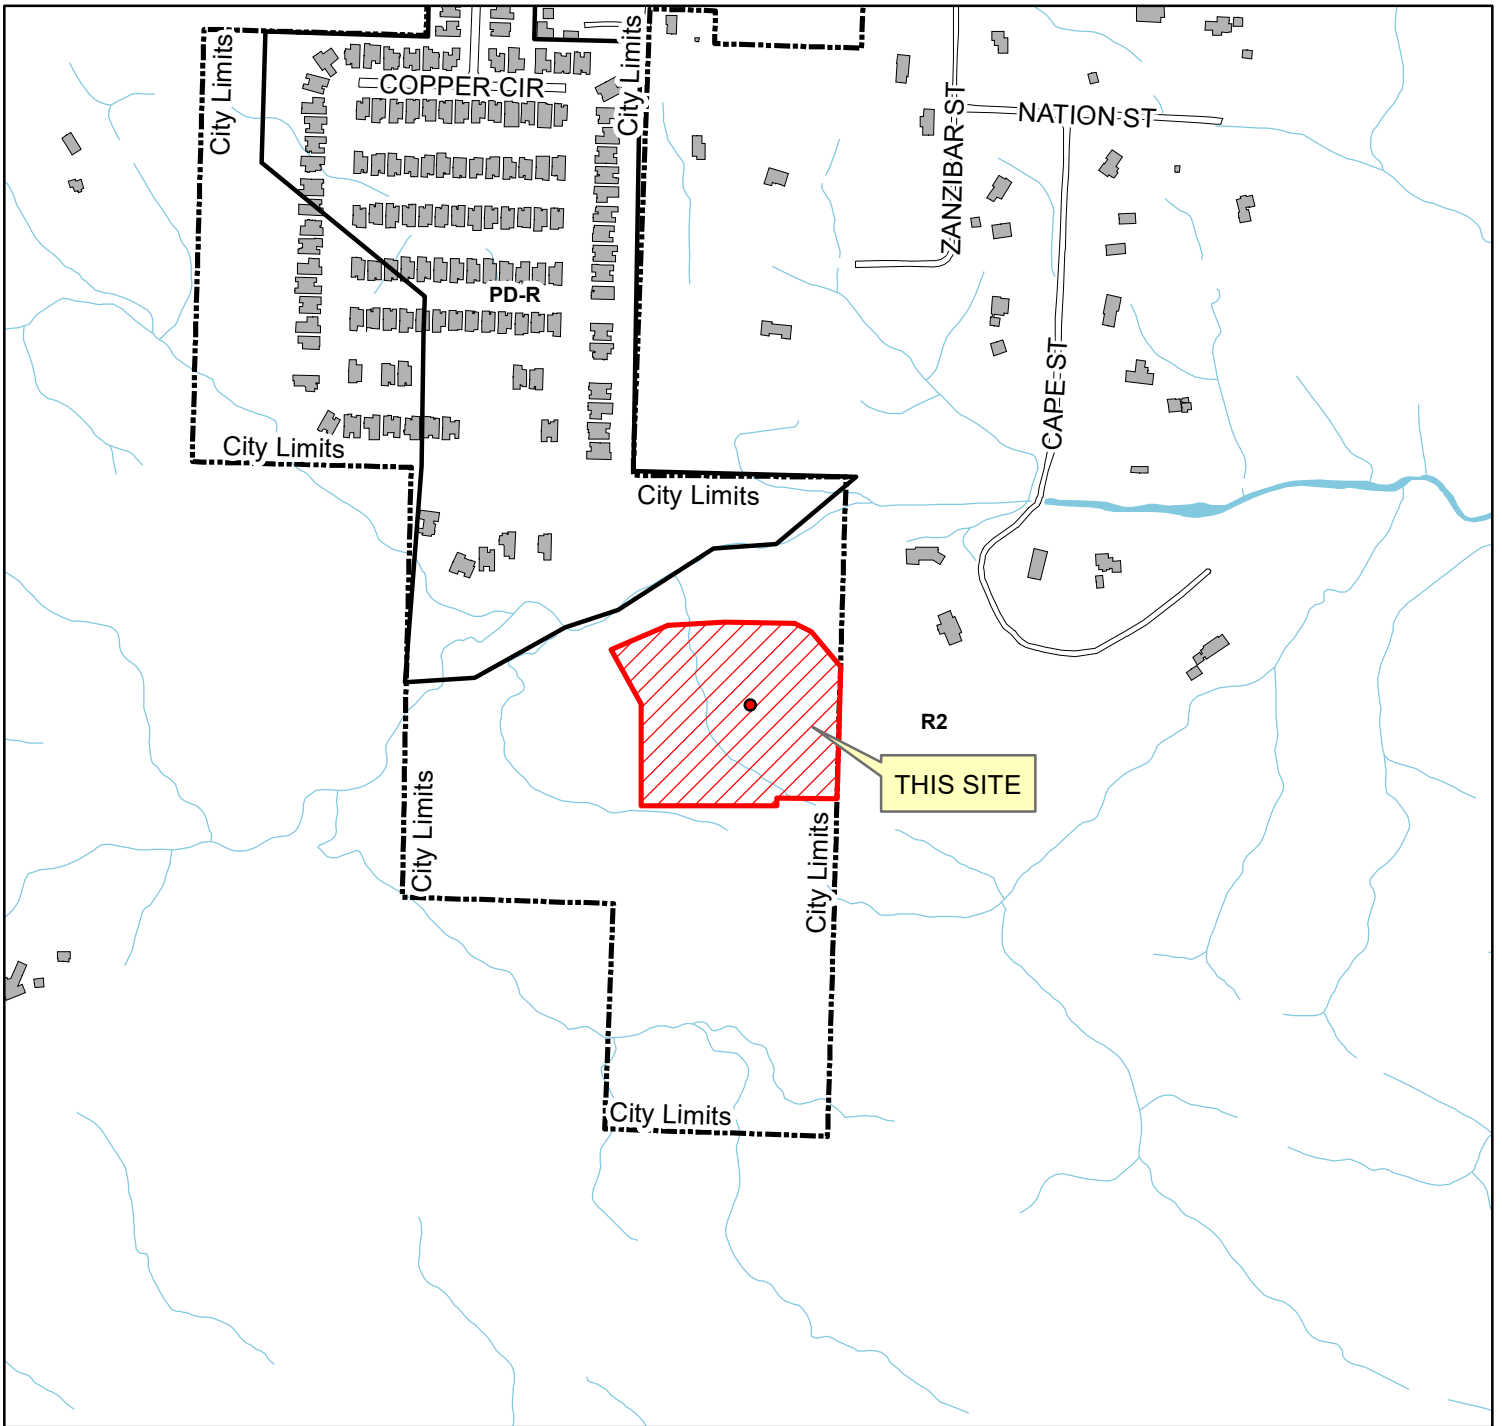 City Limits
City Limits
COPPER CIR
ZANZIBAR ST
NATION ST
PD-R
CAPE ST
City Limits
City Limits
R2
THIS SITE
City Limits
City Limits
City Limits